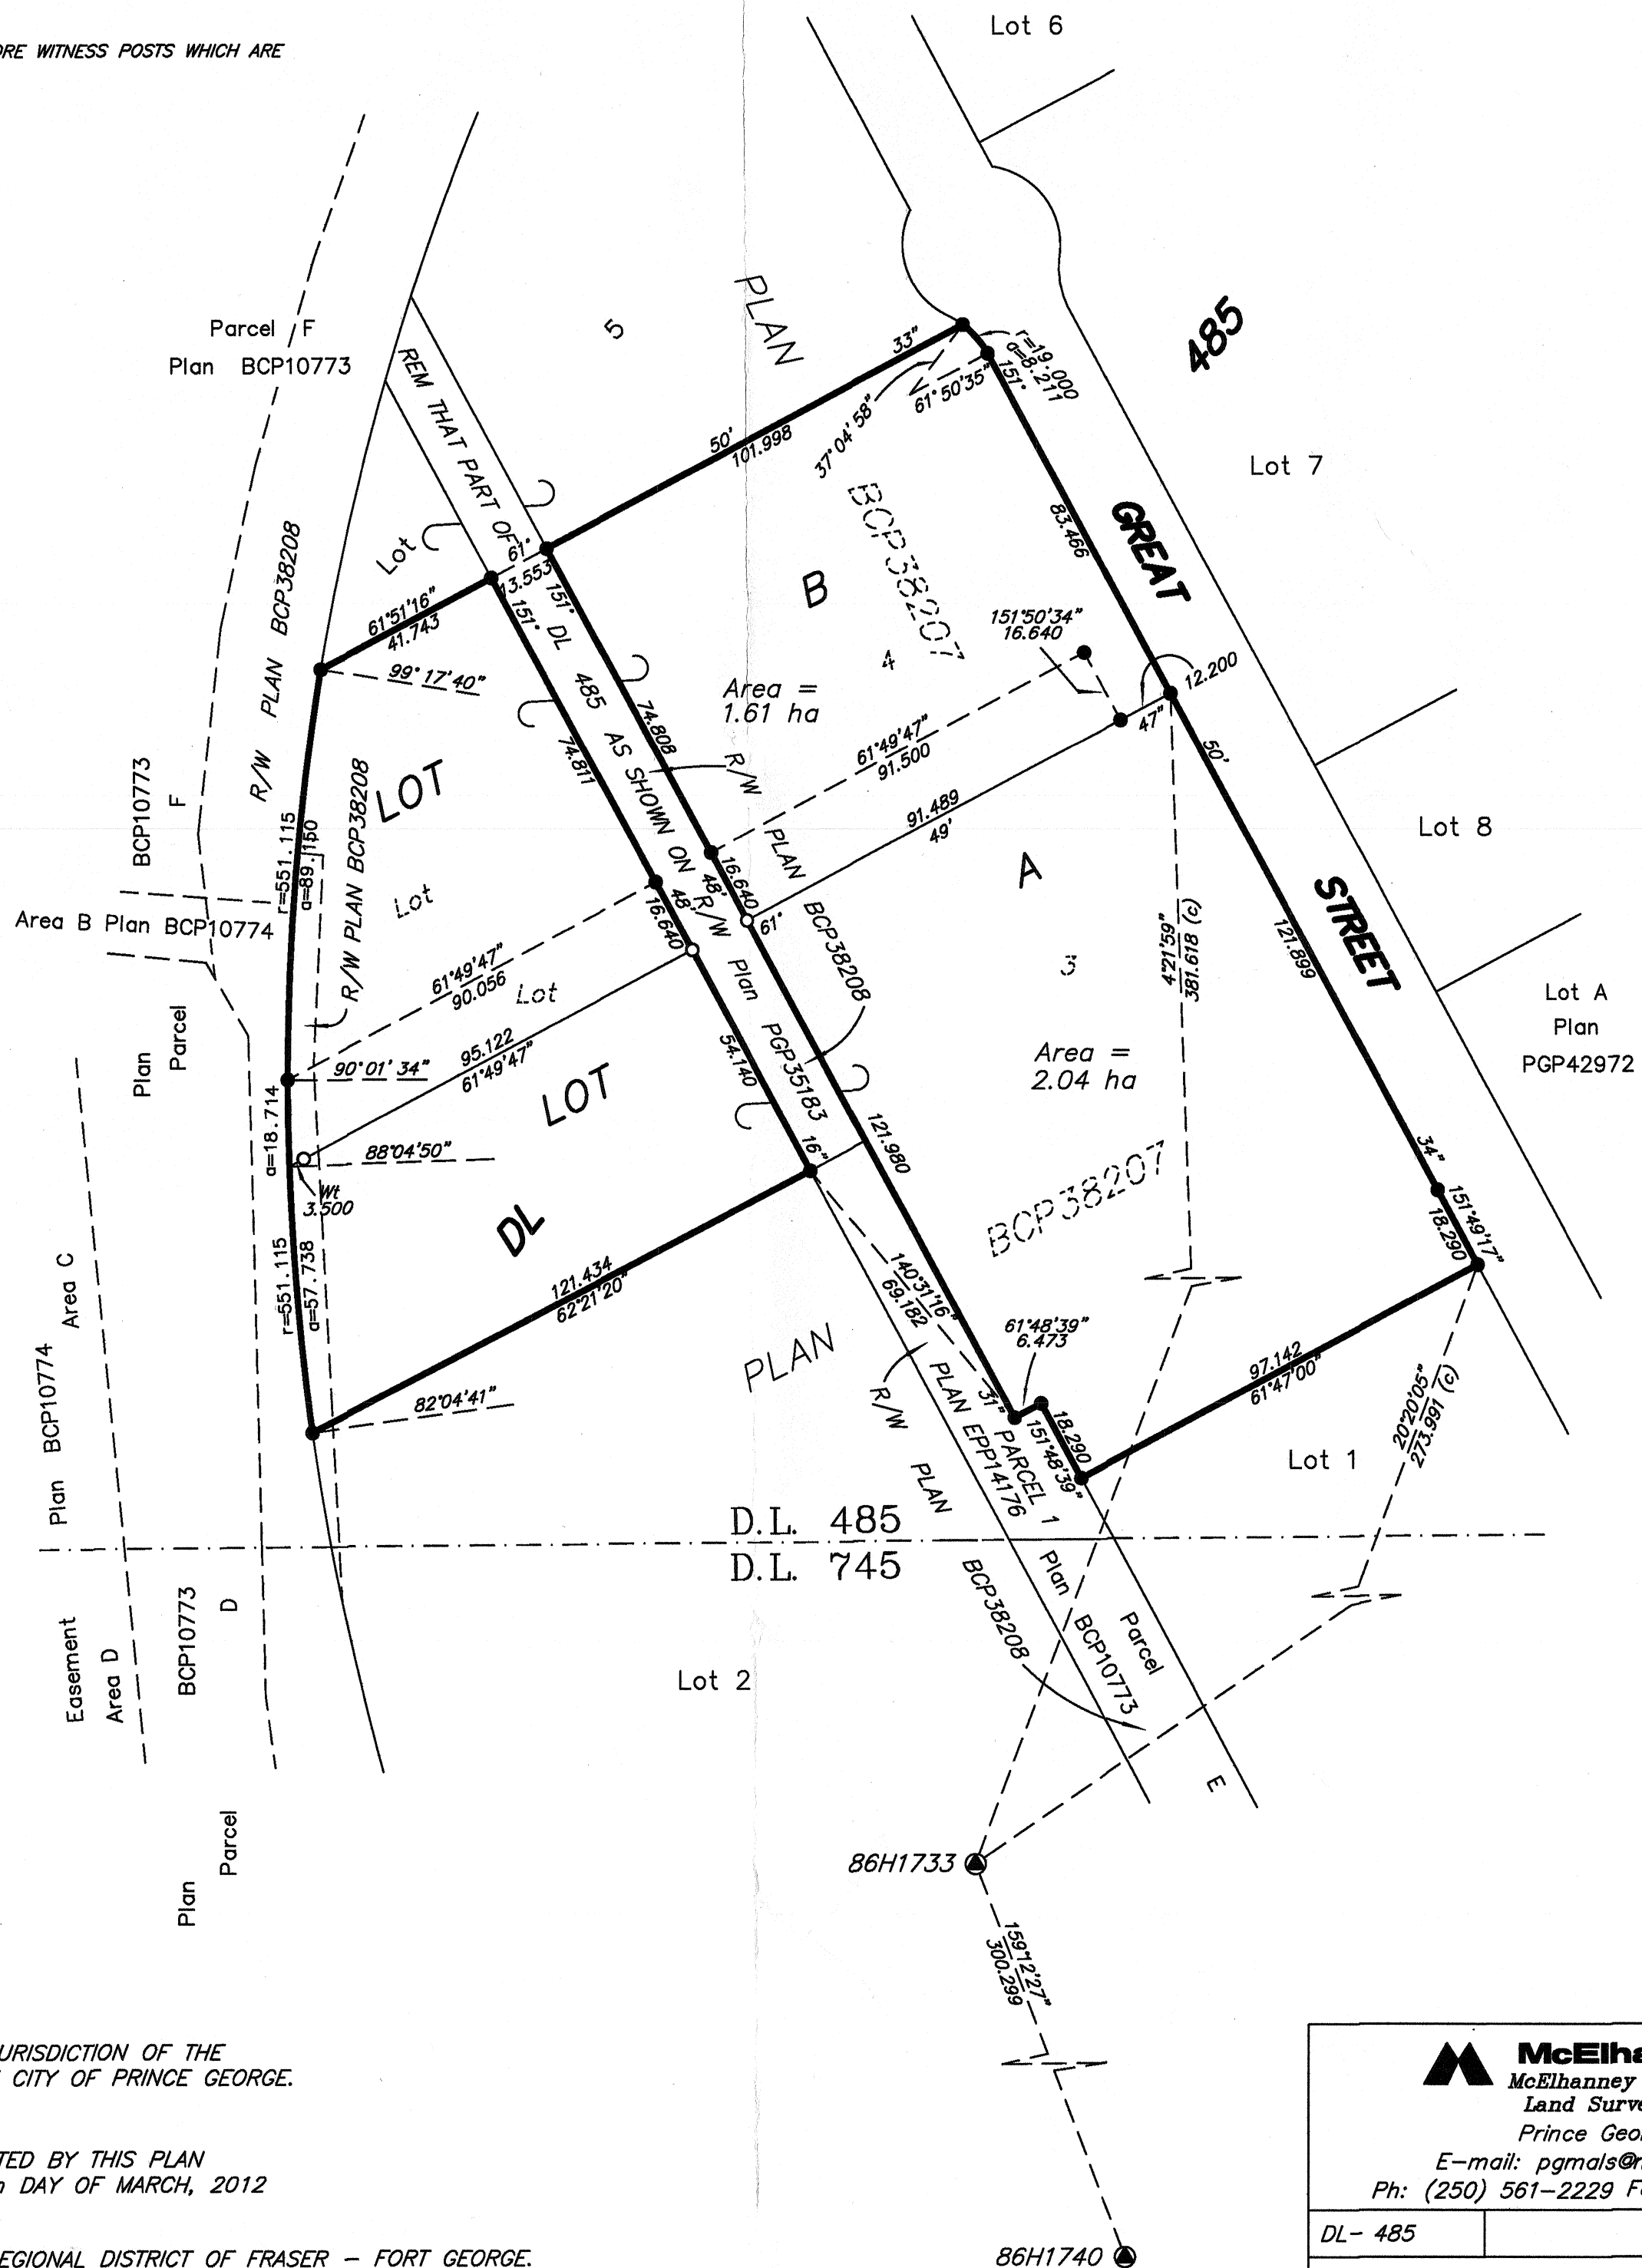 ORE WITNESS POSTS WHICH ARE
Lot 6
Parcel F
Plan BCP10773
5
PLAN
485
33"
r=19.000
a=8.211
151°
61°50'35"
37°04'58"
50'
101.998
REM THAT PART OF
Lot
61°
13.553
151°
151°
DL 485 AS SHOWN ON R/W Plan PGP35183
R/W PLAN BCP38208
61°51'16"
41.743
99°17'40"
BCP38207
B
4
Area =
1.61 ha
83.466
GREAT
STREET
Lot 7
151°50'34"
16.640
12.200
47"
50'
74.808
74.811
R/W PLAN BCP38208
61°49'47"
91.500
91.489
49'
LOT
BCP10773
F
r=551.115
a=89.150
R/W PLAN BCP38208
Lot
Area B Plan BCP10774
16.640
48'
16.640
48'
61°
A
3
Area =
2.04 ha
4°21'59"
381.618 (c)
121.899
Lot 8
Lot A
Plan
PGP42972
61°49'47"
90.056
Lot
95.122
61°49'47"
90°01'34"
a=18.714
88°04'50"
Wt
3.500
LOT
DL
54.140
16"
121.980
BCP38207
Plan
Parcel
34"
151°49'17"
18.290
r=551.115
a=57.738
121.434
62°21'20"
82°04'41"
PLAN
140°31'16"
69.182
61°48'39"
6.473
31"
18.290
151°48'39"
97.142
61°47'00"
20°20'05"
273.991 (c)
Lot 1
Plan BCP10774
Area C
R/W PLAN BCP38208
PLAN EPP14176
PARCEL 1
D.L. 485
D.L. 745
Plan BCP10773
Parcel
E
Easement
Area D
BCP10773
D
Lot 2
Parcel
Plan
86H1733
159°12'27"
300.299
86H1740
URISDICTION OF THE
CITY OF PRINCE GEORGE.
TED BY THIS PLAN
DAY OF MARCH, 2012
EGIONAL DISTRICT OF FRASER – FORT GEORGE.
McElha
McElhanney
Land Surve
Prince Geo
E–mail: pgmals@
Ph: (250) 561–2229 F
DL– 485